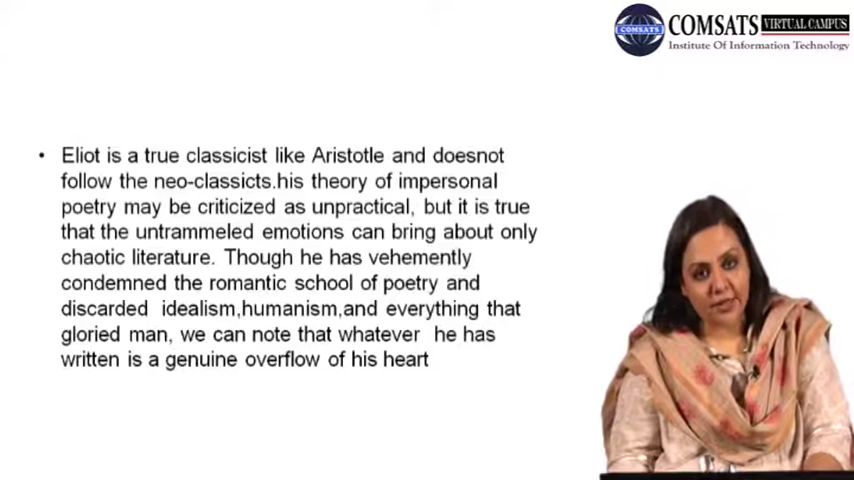 COMSATS VIRTUAL CAMPUS
Institute Of Information Technology
COMSATS
• Eliot is a true classicist like Aristotle and doesnot
follow the neo-classicts.his theory of impersonal
poetry may be criticized as unpractical, but it is true
that the untrammeled emotions can bring about only
chaotic literature. Though he has vehemently
condemned the romantic school of poetry and
discarded idealism,humanism,and everything that
gloried man, we can note that whatever he has
written is a genuine overflow of his heart